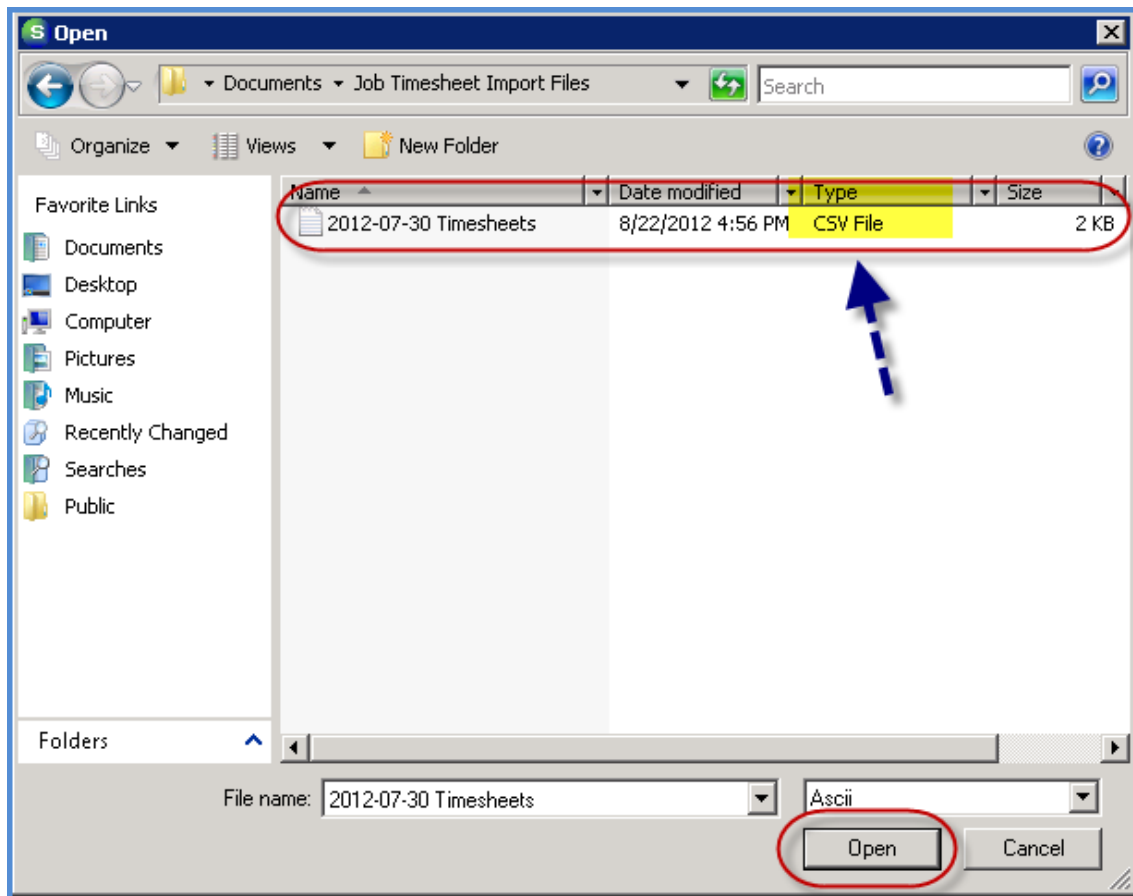 S Open
Documents Job Timesheet Import Files Search
Organize Views New Folder ?
Favorite Links
Name Date modified Type Size
2012-07-30 Timesheets 8/22/2012 4:56 PM CSV File 2 KB
Documents
Desktop
Computer
Pictures
Music
Recently Changed
Searches
Public
Folders
File name: 2012-07-30 Timesheets Ascii
Open Cancel